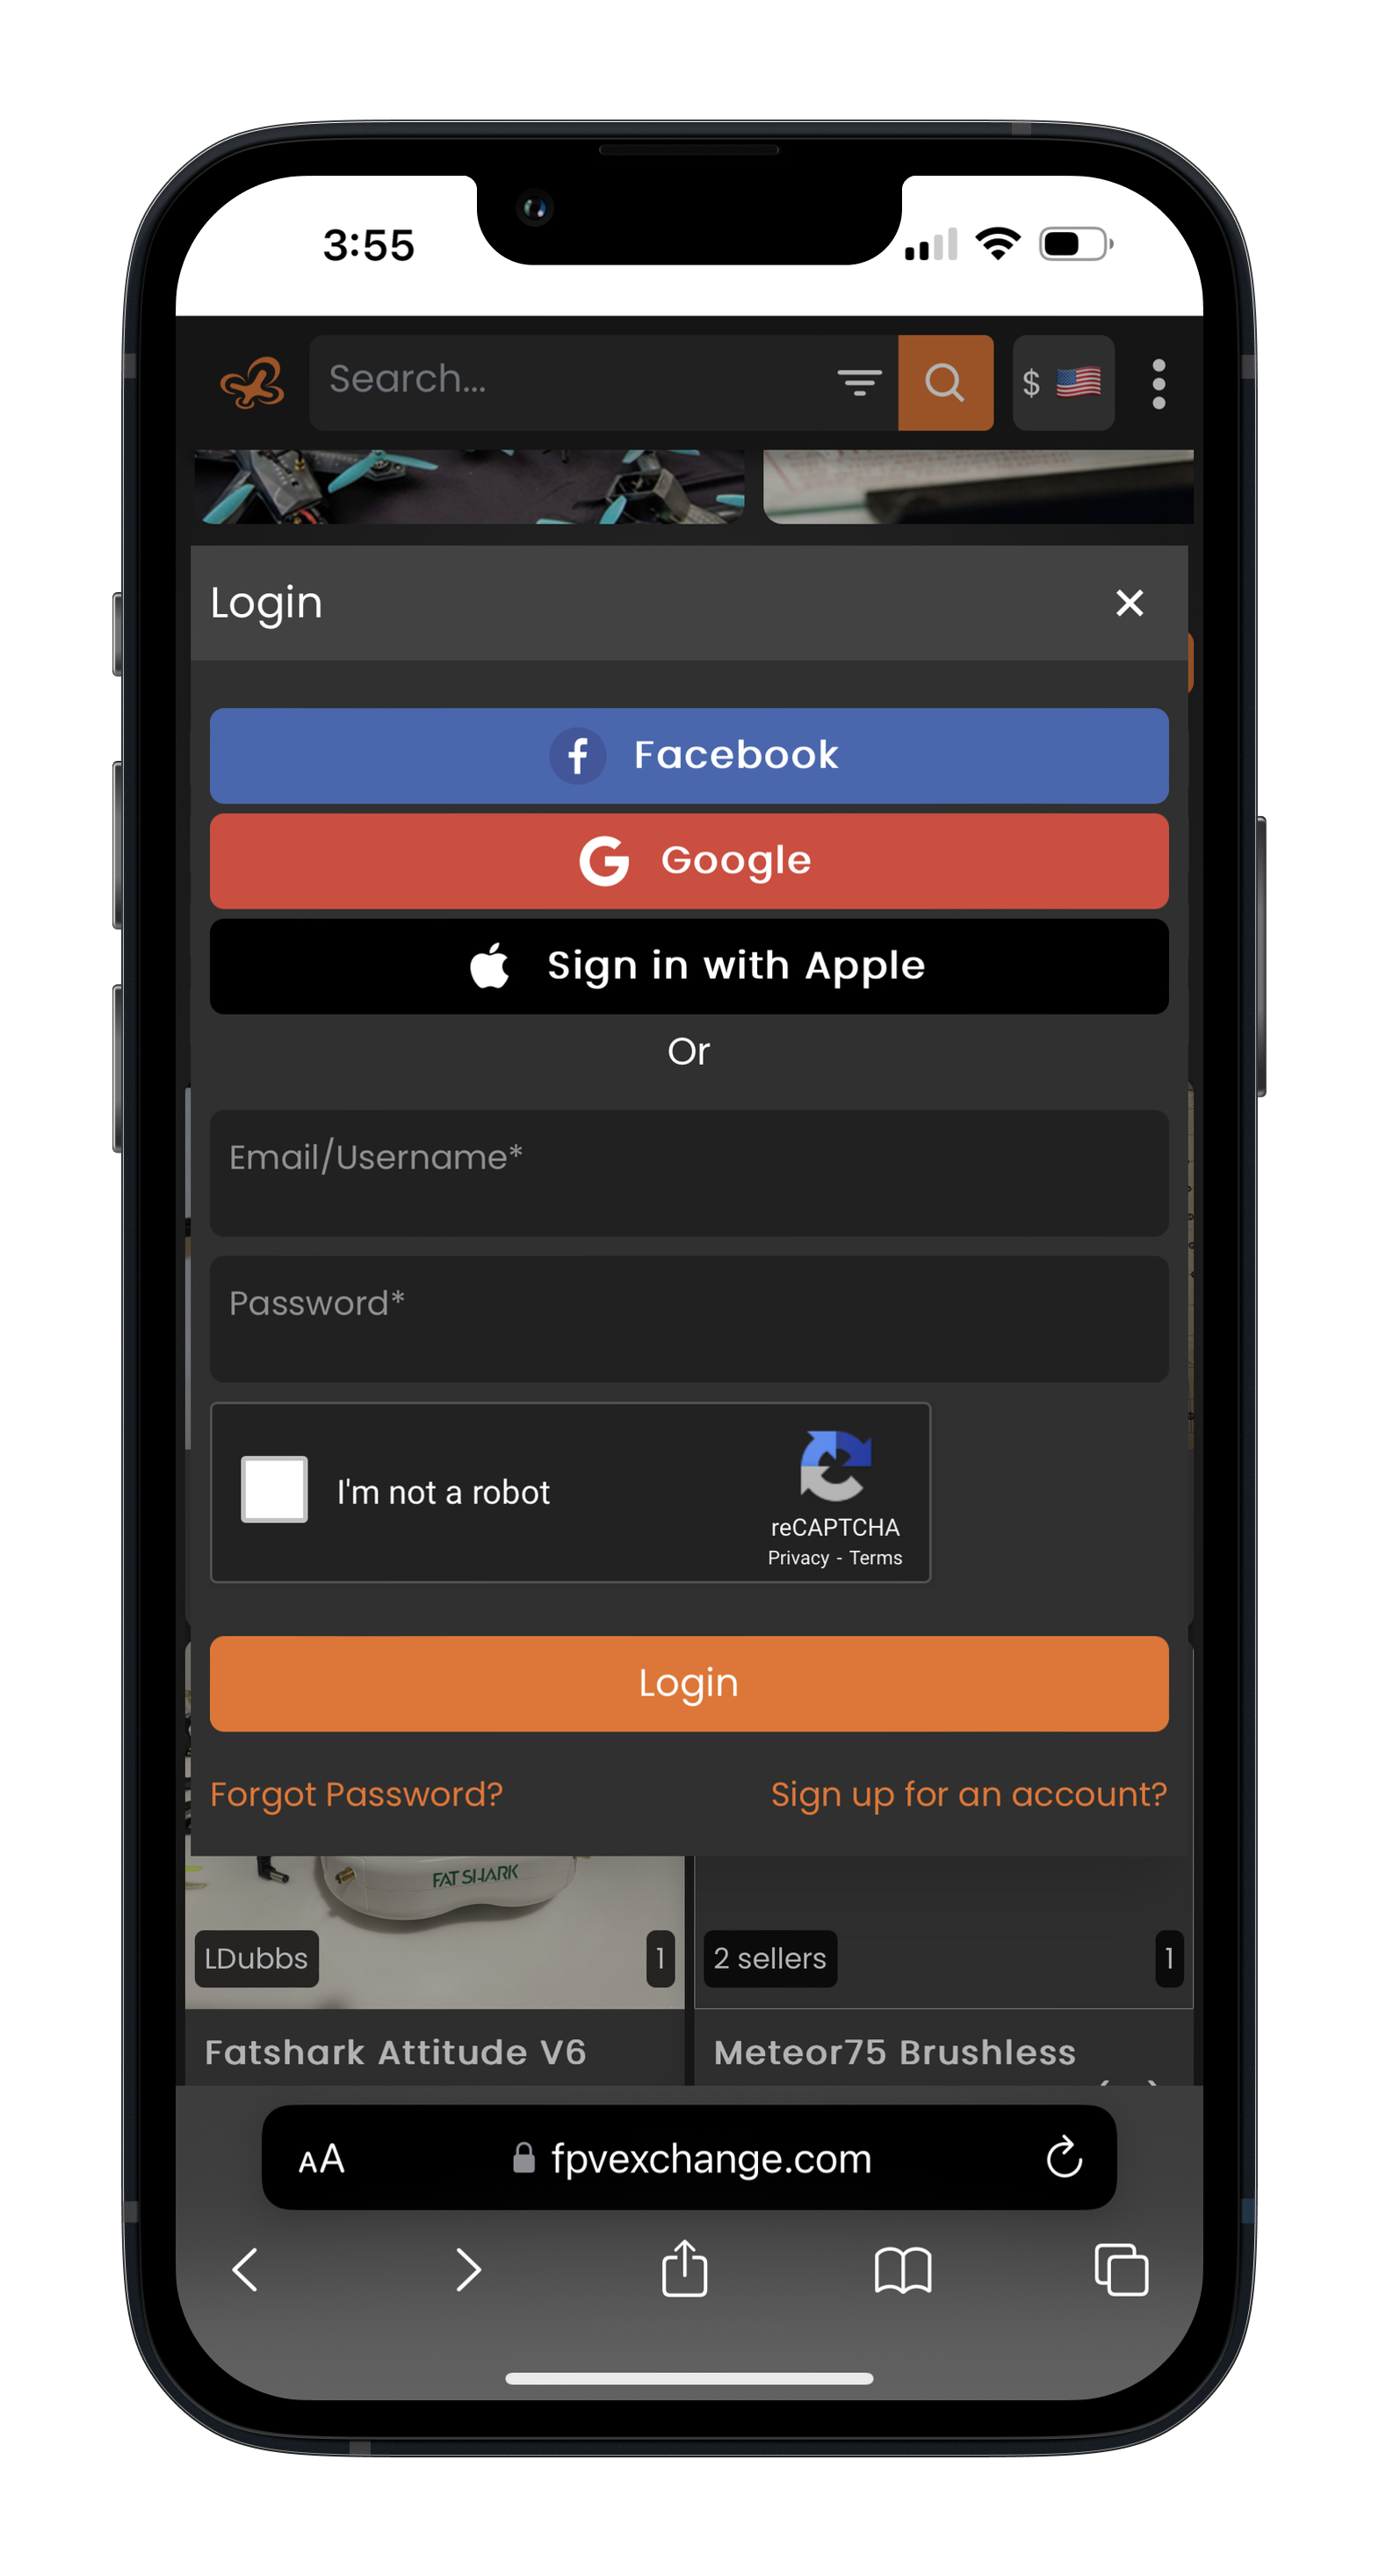 3:55
Search...
$
Login
Facebook
Google
Sign in with Apple
Or
Email/Username*
Password*
I'm not a robot
reCAPTCHA
Privacy - Terms
Login
Forgot Password? Sign up for an account?
FAT SHARK
LDubbs 1 2 sellers 1
Fatshark Attitude V6 Meteor75 Brushless
AA fpvexchange.com